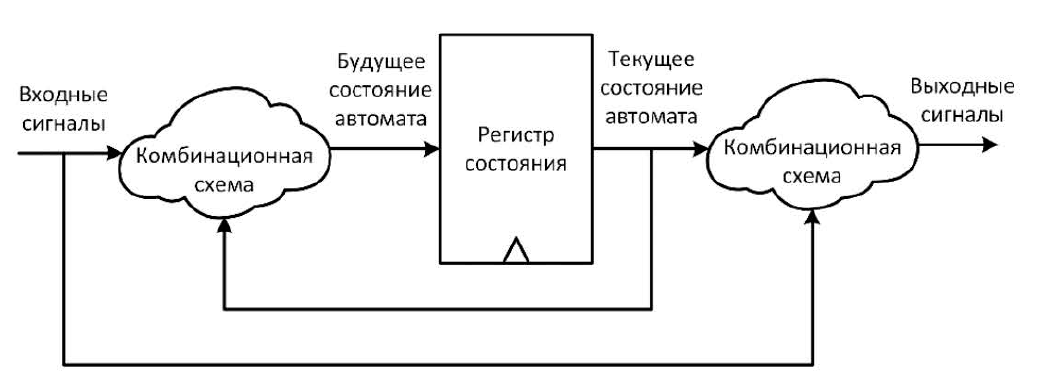 Входные
сигналы
Комбинационная
схема
Будущее
состояние
автомата
Регистр
состояния
Текущее
состояние
автомата
Комбинационная
схема
Выходные
сигналы